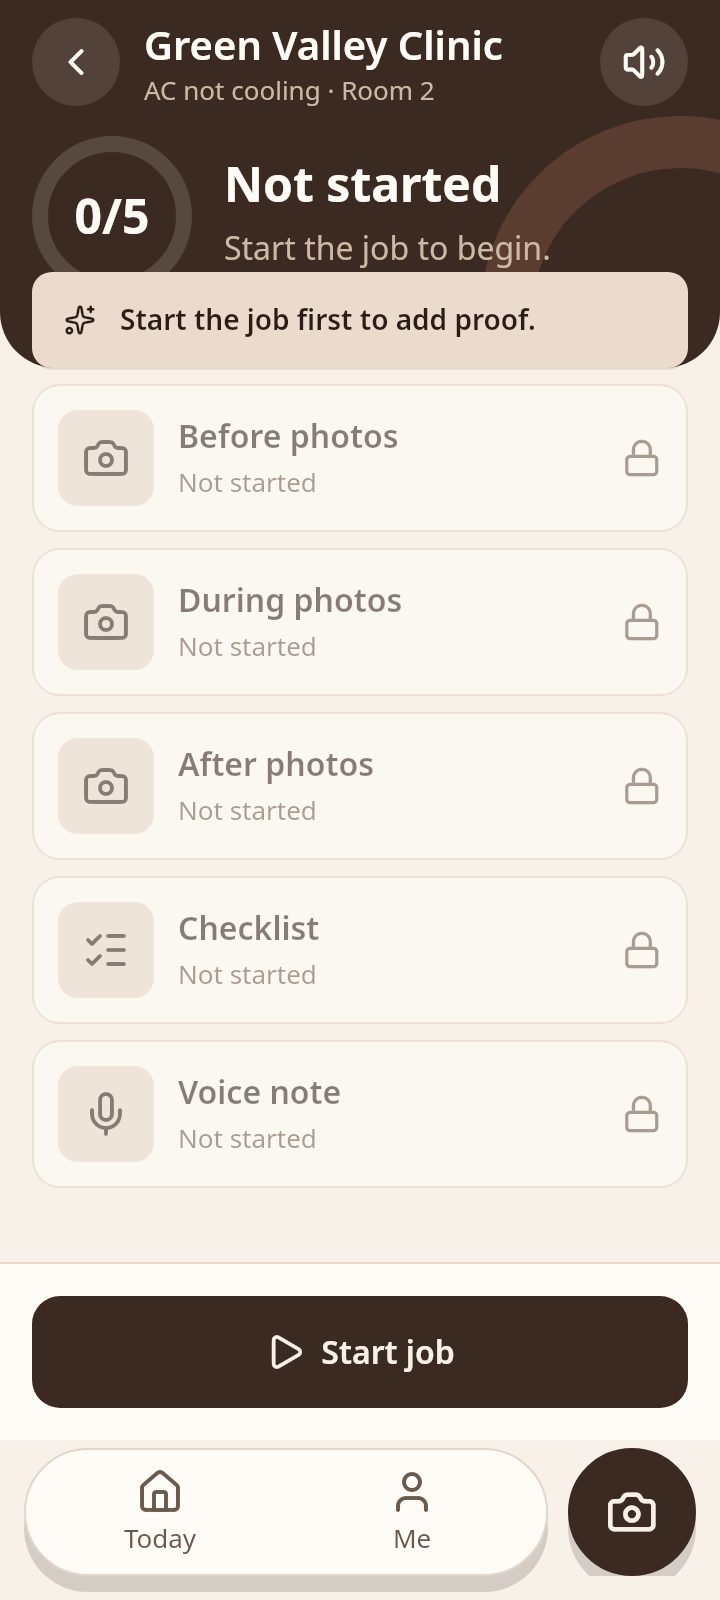 Green Valley Clinic
AC not cooling · Room 2
0/5
Not started
Start the job to begin.
Start the job first to add proof.
Before photos
Not started
During photos
Not started
After photos
Not started
Checklist
Not started
Voice note
Not started
Start job
Today
Me